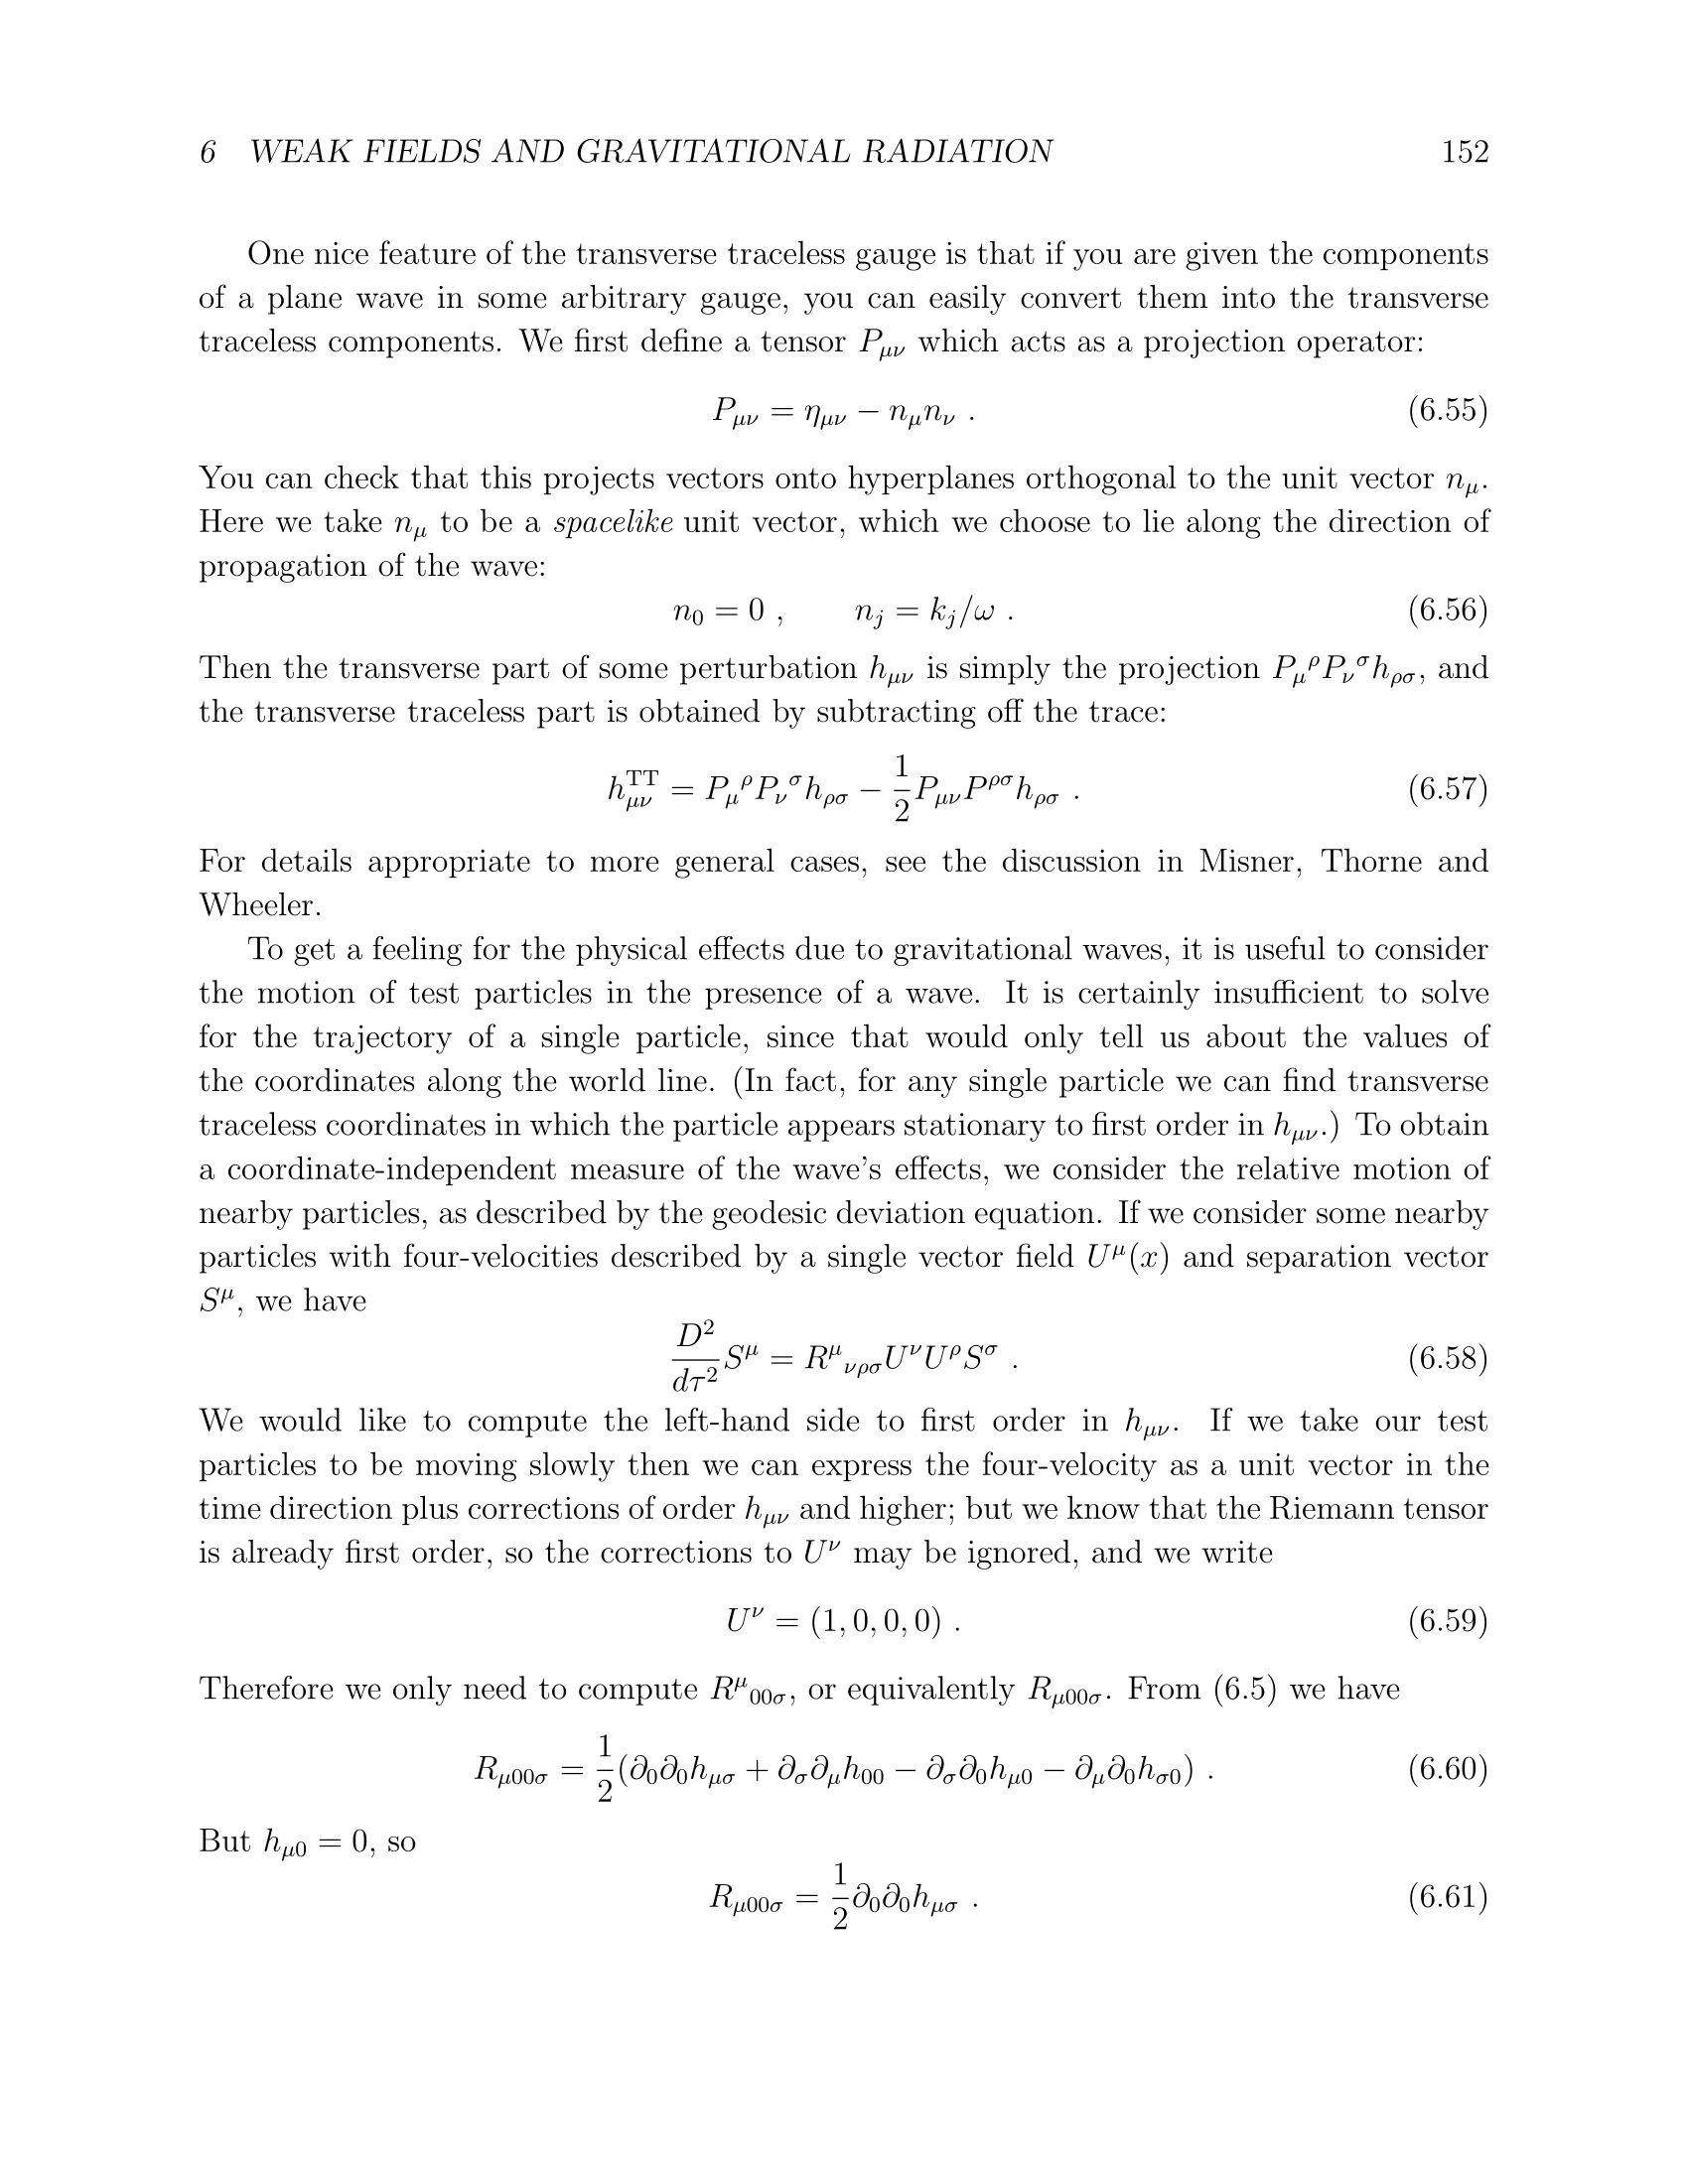 6 WEAK FIELDS AND GRAVITATIONAL RADIATION 152
One nice feature of the transverse traceless gauge is that if you are given the components
of a plane wave in some arbitrary gauge, you can easily convert them into the transverse
traceless components. We first define a tensor $P_{\mu\nu}$ which acts as a projection operator:
$P_{\mu\nu} = \eta_{\mu\nu} - n_\mu n_\nu$ . (6.55)
You can check that this projects vectors onto hyperplanes orthogonal to the unit vector $n_\mu$.
Here we take $n_\mu$ to be a spacelike unit vector, which we choose to lie along the direction of
propagation of the wave:
$n_0 = 0$ , $n_j = k_j/\omega$ . (6.56)
Then the transverse part of some perturbation $h_{\mu\nu}$ is simply the projection $P_\mu{}^\rho P_\nu{}^\sigma h_{\rho\sigma}$, and
the transverse traceless part is obtained by subtracting off the trace:
$h^{\mathrm{TT}}_{\mu\nu} = P_\mu{}^\rho P_\nu{}^\sigma h_{\rho\sigma} - \frac{1}{2} P_{\mu\nu} P^{\rho\sigma} h_{\rho\sigma}$ . (6.57)
For details appropriate to more general cases, see the discussion in Misner, Thorne and
Wheeler.
To get a feeling for the physical effects due to gravitational waves, it is useful to consider
the motion of test particles in the presence of a wave. It is certainly insufficient to solve
for the trajectory of a single particle, since that would only tell us about the values of
the coordinates along the world line. (In fact, for any single particle we can find transverse
traceless coordinates in which the particle appears stationary to first order in $h_{\mu\nu}$.) To obtain
a coordinate-independent measure of the wave's effects, we consider the relative motion of
nearby particles, as described by the geodesic deviation equation. If we consider some nearby
particles with four-velocities described by a single vector field $U^\mu(x)$ and separation vector
$S^\mu$, we have
$\frac{D^2}{d\tau^2} S^\mu = R^\mu{}_{\nu\rho\sigma} U^\nu U^\rho S^\sigma$ . (6.58)
We would like to compute the left-hand side to first order in $h_{\mu\nu}$. If we take our test
particles to be moving slowly then we can express the four-velocity as a unit vector in the
time direction plus corrections of order $h_{\mu\nu}$ and higher; but we know that the Riemann tensor
is already first order, so the corrections to $U^\nu$ may be ignored, and we write
$U^\nu = (1, 0, 0, 0)$ . (6.59)
Therefore we only need to compute $R^\mu{}_{00\sigma}$, or equivalently $R_{\mu 00\sigma}$. From (6.5) we have
$R_{\mu 00\sigma} = \frac{1}{2}(\partial_0\partial_0 h_{\mu\sigma} + \partial_\sigma\partial_\mu h_{00} - \partial_\sigma\partial_0 h_{\mu 0} - \partial_\mu\partial_0 h_{\sigma 0})$ . (6.60)
But $h_{\mu 0} = 0$, so
$R_{\mu 00\sigma} = \frac{1}{2}\partial_0\partial_0 h_{\mu\sigma}$ . (6.61)